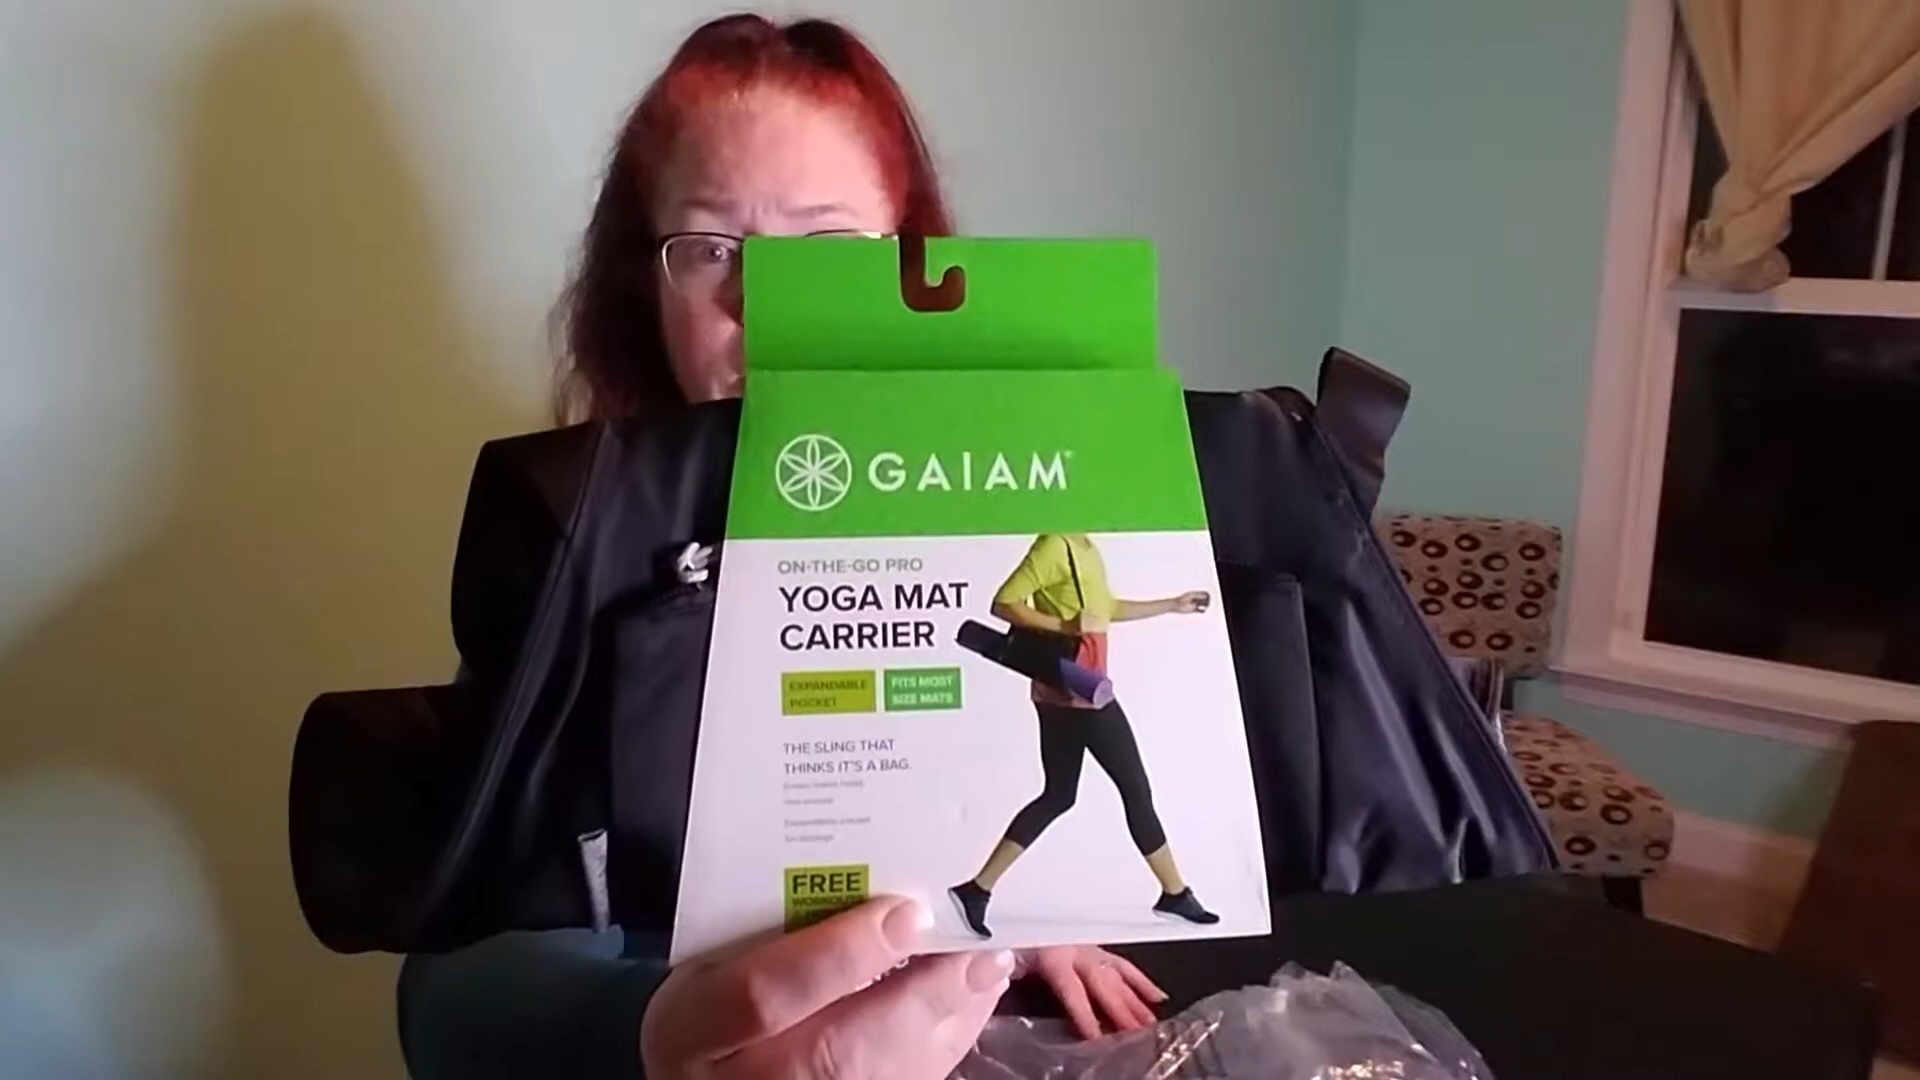 GAIAM
ON-THE-GO PRO
YOGA MAT
CARRIER
EXPANDABLE
POCKET
FITS MOST
SIZE MATS
THE SLING THAT
THINKS IT'S A BAG.
FREE
WORKOUTS